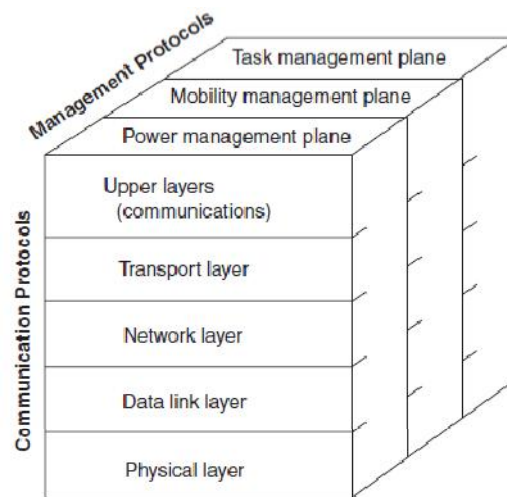 Management Protocols
Task management plane
Mobility management plane
Power management plane
Communication Protocols
Upper layers
(communications)
Transport layer
Network layer
Data link layer
Physical layer